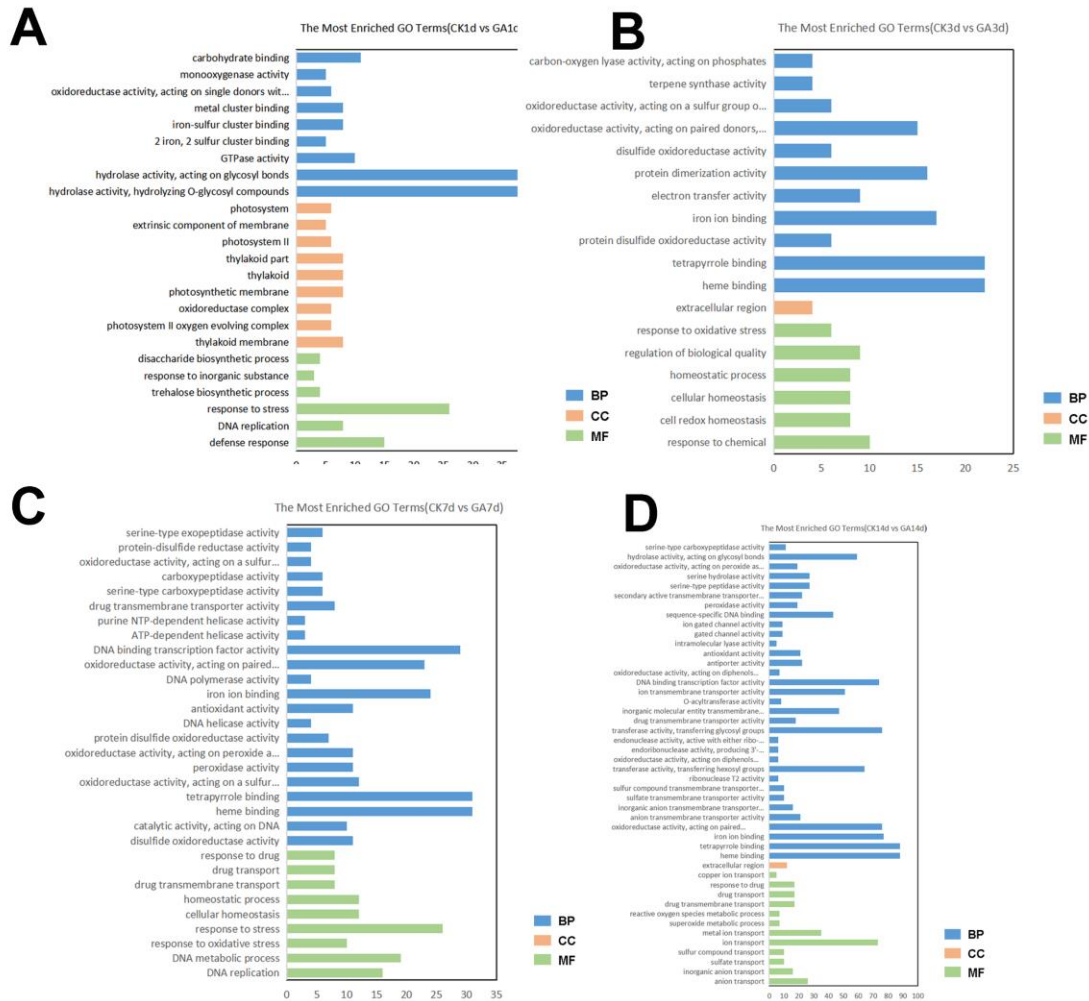 A
The Most Enriched GO Terms(CK1d vs GA1d
carbohydrate binding
monooxygenase activity
oxidoreductase activity, acting on single donors wit...
metal cluster binding
iron-sulfur cluster binding
2 iron, 2 sulfur cluster binding
GTPase activity
hydrolase activity, acting on glycosyl bonds
hydrolase activity, hydrolyzing O-glycosyl compounds
photosystem
extrinsic component of membrane
photosystem II
thylakoid part
thylakoid
photosynthetic membrane
oxidoreductase complex
photosystem II oxygen evolving complex
thylakoid membrane
disaccharide biosynthetic process
response to inorganic substance
trehalose biosynthetic process
response to stress
DNA replication
defense response
0 5 10 15 20 25 30 35
BP
CC
MF
B
The Most Enriched GO Terms(CK3d vs GA3d)
carbon-oxygen lyase activity, acting on phosphates
terpene synthase activity
oxidoreductase activity, acting on a sulfur group o...
oxidoreductase activity, acting on paired donors,...
disulfide oxidoreductase activity
protein dimerization activity
electron transfer activity
iron ion binding
protein disulfide oxidoreductase activity
tetrapyrrole binding
heme binding
extracellular region
response to oxidative stress
regulation of biological quality
homeostatic process
cellular homeostasis
cell redox homeostasis
response to chemical
0 5 10 15 20 25
BP
CC
MF
C
The Most Enriched GO Terms(CK7d vs GA7d)
serine-type exopeptidase activity
protein-disulfide reductase activity
oxidoreductase activity, acting on a sulfur...
carboxypeptidase activity
serine-type carboxypeptidase activity
drug transmembrane transporter activity
purine NTP-dependent helicase activity
ATP-dependent helicase activity
DNA binding transcription factor activity
oxidoreductase activity, acting on paired...
DNA polymerase activity
iron ion binding
antioxidant activity
DNA helicase activity
protein disulfide oxidoreductase activity
oxidoreductase activity, acting on peroxide a...
peroxidase activity
oxidoreductase activity, acting on a sulfur...
tetrapyrrole binding
heme binding
catalytic activity, acting on DNA
disulfide oxidoreductase activity
response to drug
drug transport
drug transmembrane transport
homeostatic process
cellular homeostasis
response to stress
response to oxidative stress
DNA metabolic process
DNA replication
0 5 10 15 20 25 30 35
BP
CC
MF
D
The Most Enriched GO Terms(CK14d vs GA14d)
serine-type carboxypeptidase activity
hydrolase activity, acting on glycosyl bonds
oxidoreductase activity, acting on peroxide as...
serine hydrolase activity
serine-type peptidase activity
secondary active transmembrane transporter...
peroxidase activity
sequence-specific DNA binding
ion gated channel activity
gated channel activity
intramolecular lyase activity
antioxidant activity
antiporter activity
oxidoreductase activity, acting on diphenols...
DNA binding transcription factor activity
ion transmembrane transporter activity
O-acyltransferase activity
inorganic molecular entity transmembrane...
drug transmembrane transporter activity
transferase activity, transferring glycosyl groups
endonuclease activity, active with either ribo-...
endoribonuclease activity, producing 3'-...
oxidoreductase activity, acting on diphenols...
transferase activity, transferring hexosyl groups
ribonuclease T2 activity
sulfur compound transmembrane transporter...
sulfate transmembrane transporter activity
inorganic anion transmembrane transporter...
anion transmembrane transporter activity
oxidoreductase activity, acting on paired...
iron ion binding
tetrapyrrole binding
heme binding
extracellular region
copper ion transport
response to drug
drug transport
drug transmembrane transport
reactive oxygen species metabolic process
superoxide metabolic process
metal ion transport
ion transport
sulfur compound transport
sulfate transport
inorganic anion transport
anion transport
0 10 20 30 40 50 60 70 80 90 100
BP
CC
MF